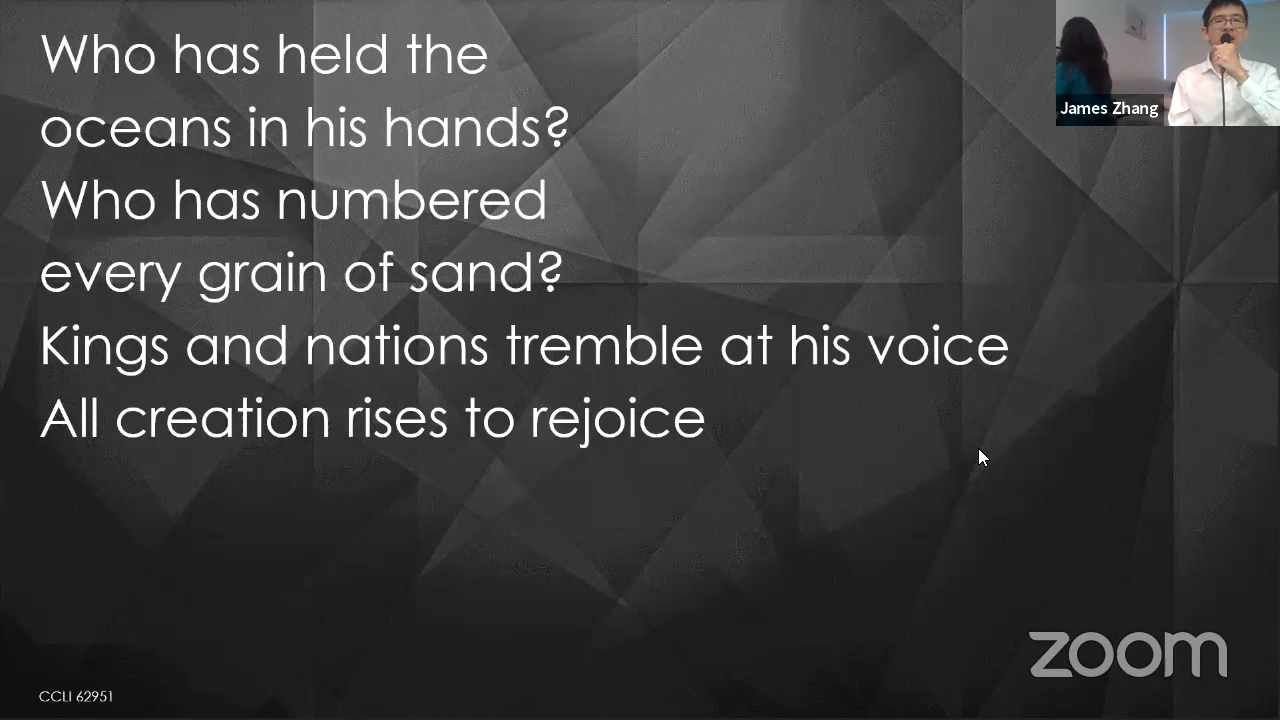 Who has held the
oceans in his hands?
Who has numbered
every grain of sand?
Kings and nations tremble at his voice
All creation rises to rejoice
James Zhang
zoom
CCLI 62951